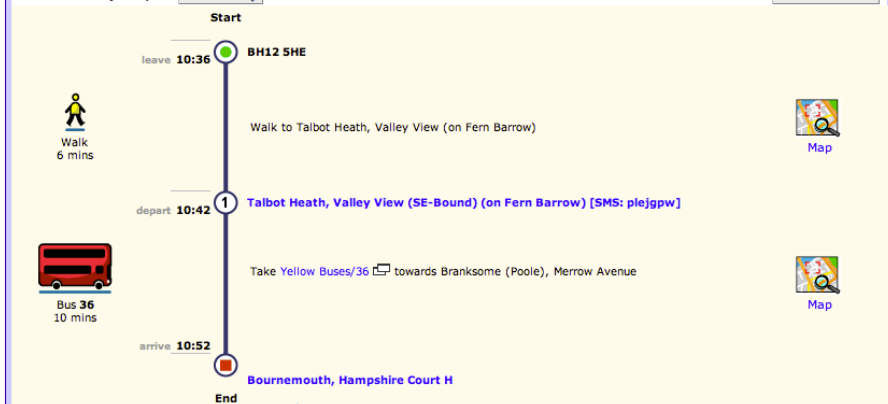 Start
leave 10:36
BH12 5HE
Walk to Talbot Heath, Valley View (on Fern Barrow)
Walk
6 mins
Map
depart 10:42
1
Talbot Heath, Valley View (SE-Bound) (on Fern Barrow) [SMS: plejgpw]
Take Yellow Buses/36 towards Branksome (Poole), Merrow Avenue
Bus 36
10 mins
Map
arrive 10:52
Bournemouth, Hampshire Court H
End